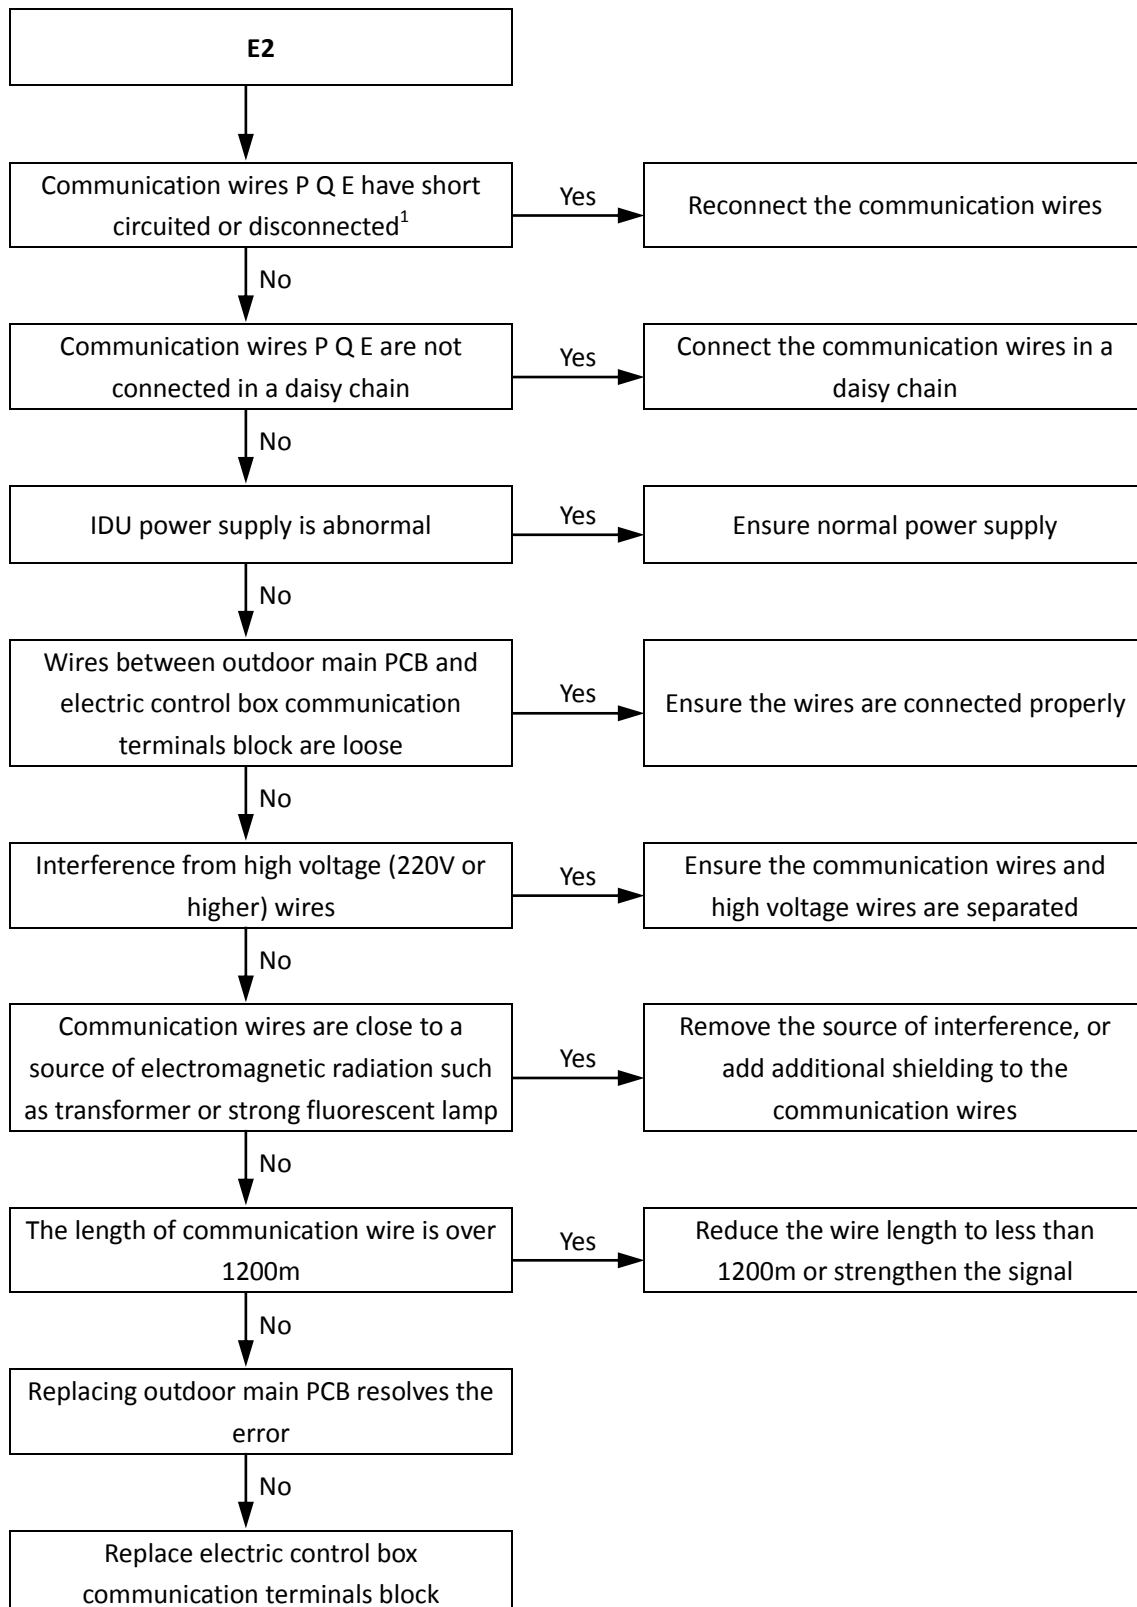 E2
Communication wires P Q E have short
circuited or disconnected1
Yes
Reconnect the communication wires
No
Communication wires P Q E are not
connected in a daisy chain
Yes
Connect the communication wires in a
daisy chain
No
IDU power supply is abnormal
Yes
Ensure normal power supply
No
Wires between outdoor main PCB and
electric control box communication
terminals block are loose
Yes
Ensure the wires are connected properly
No
Interference from high voltage (220V or
higher) wires
Yes
Ensure the communication wires and
high voltage wires are separated
No
Communication wires are close to a
source of electromagnetic radiation such
as transformer or strong fluorescent lamp
Yes
Remove the source of interference, or
add additional shielding to the
communication wires
No
The length of communication wire is over
1200m
Yes
Reduce the wire length to less than
1200m or strengthen the signal
No
Replacing outdoor main PCB resolves the
error
No
Replace electric control box
communication terminals block